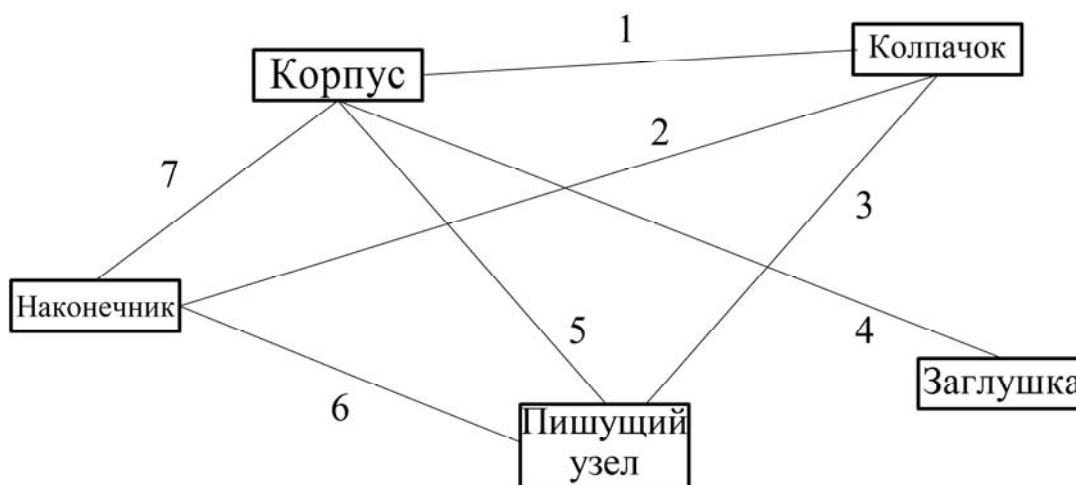 1
Колпачок
Корпус
2
7
3
Наконечник
5
4
Заглушка
6
Пишущий
узел